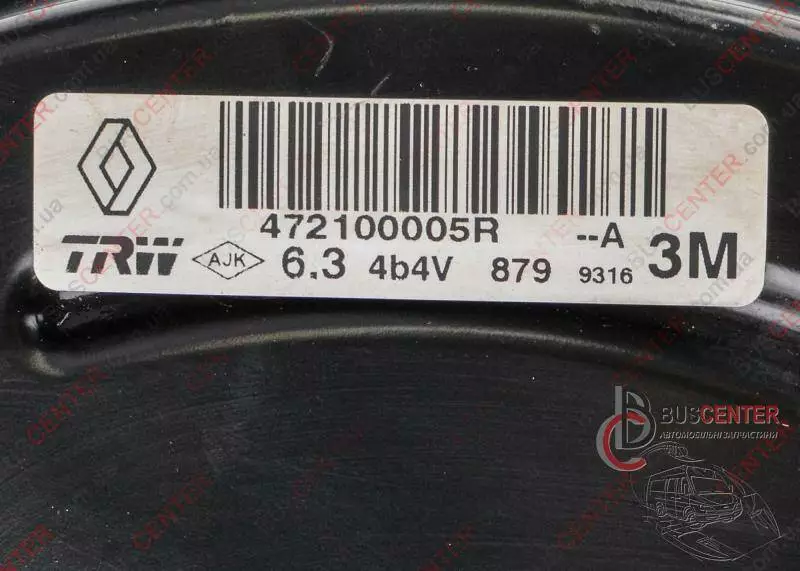 472100005R --A
TRW AJK 6.3 4b4V 879 9316 3M
BUSCENTER
АВТОМОБІЛЬНІ ЗАПЧАСТИНИ